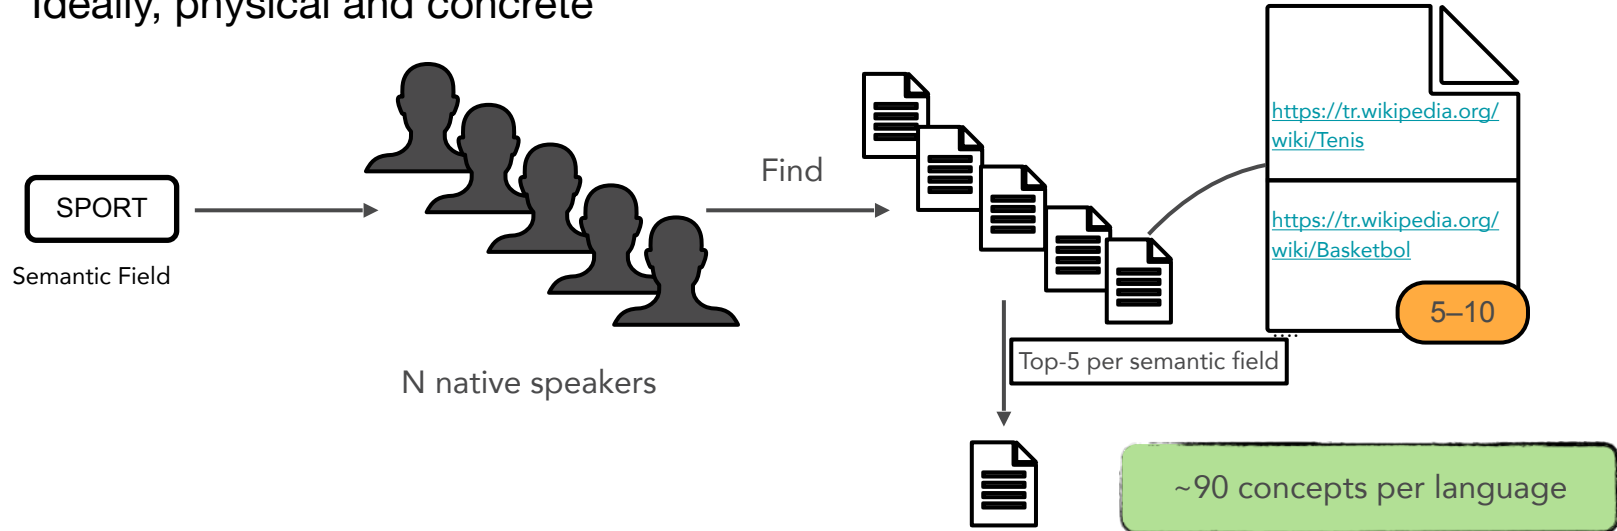 Ideally, physical and concrete
SPORT
Semantic Field
N native speakers
Find
https://tr.wikipedia.org/
wiki/Tenis
https://tr.wikipedia.org/
wiki/Basketbol
5–10
....
Top-5 per semantic field
~90 concepts per language